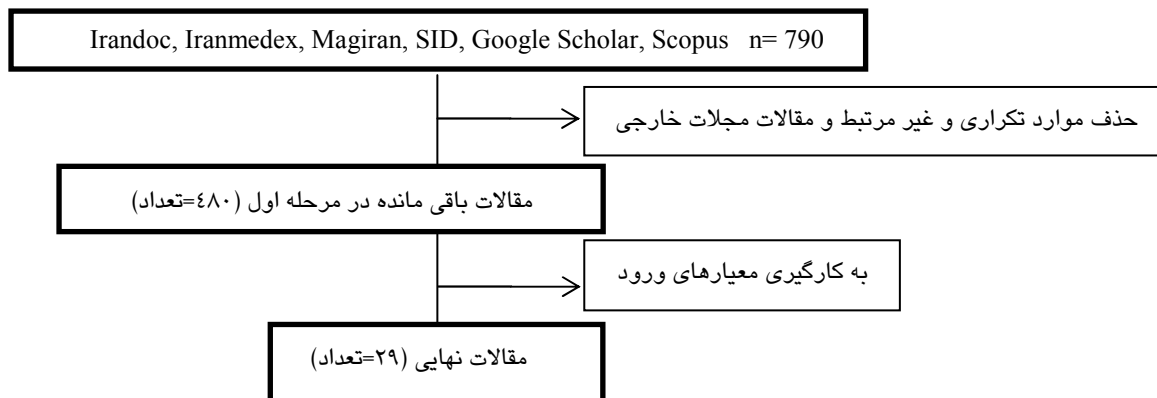 Irandoc, Iranmedex, Magiran, SID, Google Scholar, Scopus n= 790
حذف موارد تکراری و غیر مرتبط و مقالات مجلات خارجی
مقالات باقی مانده در مرحله اول (٤٨٠=تعداد)
به کارگیری معیارهای ورود
مقالات نهایی (٢٩=تعداد)